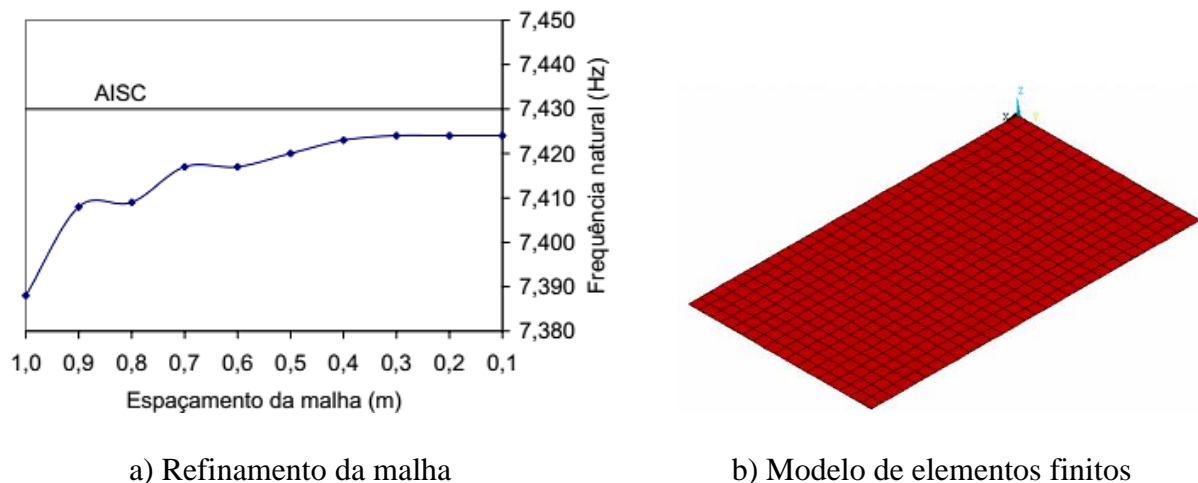 7,450
7,440
7,430
7,420
7,410
7,400
7,390
7,380
Frequência natural (Hz)
AISC
1,0 0,9 0,8 0,7 0,6 0,5 0,4 0,3 0,2 0,1
Espaçamento da malha (m)
Z
X
Y
a) Refinamento da malha
b) Modelo de elementos finitos